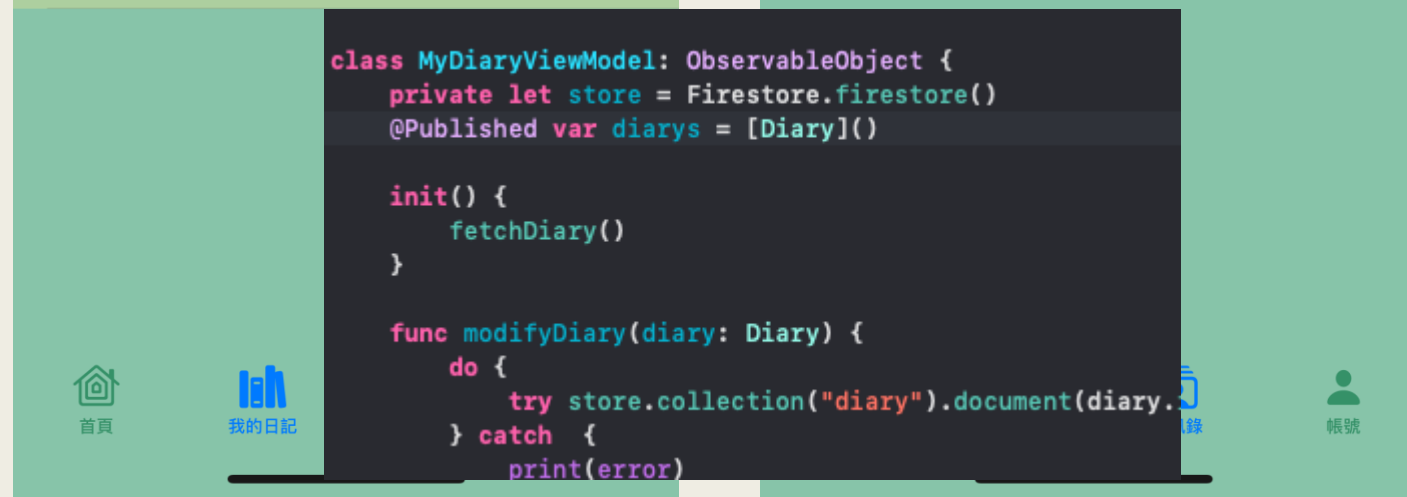 class MyDiaryViewModel: ObservableObject {
private let store = Firestore.firestore()
@Published var diarys = [Diary]()
init() {
fetchDiary()
}
func modifyDiary(diary: Diary) {
do {
try store.collection("diary").document(diary.
} catch  {
print(error)
首頁
我的日記
錄
帳號